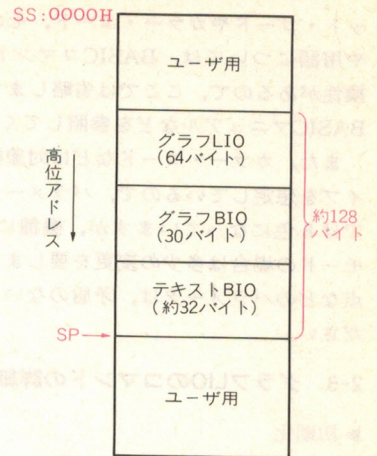 SS:0000H
ユーザ用
グラフLIO
(64バイト)
高位アドレス
グラフBIO
(30バイト)
約128
バイト
テキストBIO
(約32バイト)
SP→
ユーザ用